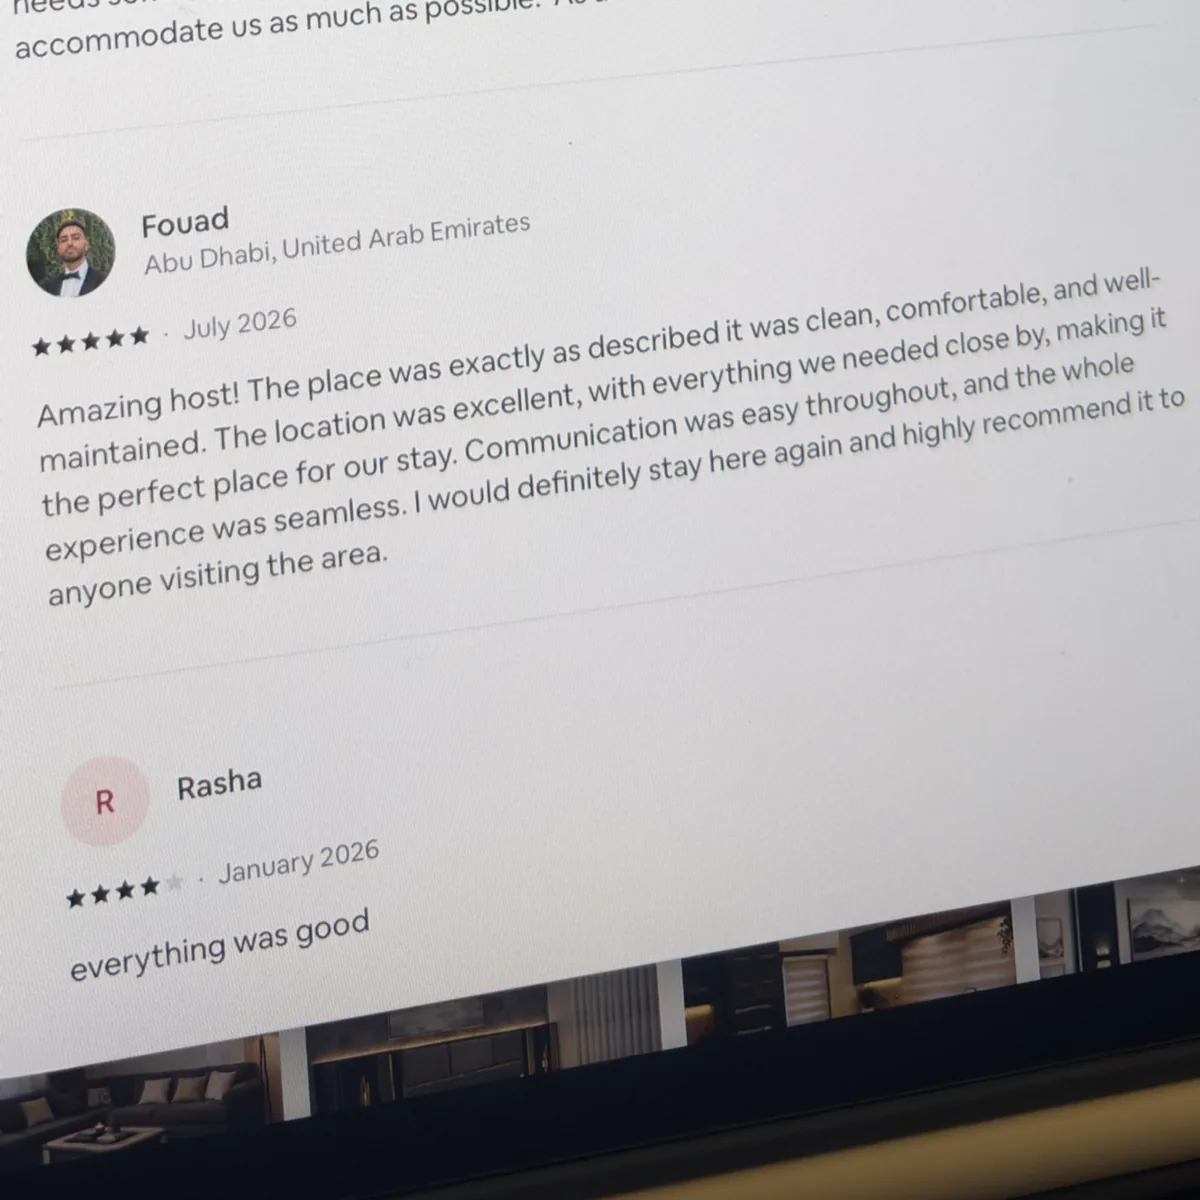 accommodate us as much as possible.
Fouad
Abu Dhabi, United Arab Emirates
★★★★★ · July 2026
Amazing host! The place was exactly as described it was clean, comfortable, and well-
maintained. The location was excellent, with everything we needed close by, making it
the perfect place for our stay. Communication was easy throughout, and the whole
experience was seamless. I would definitely stay here again and highly recommend it to
anyone visiting the area.
R
Rasha
★★★★★ · January 2026
everything was good